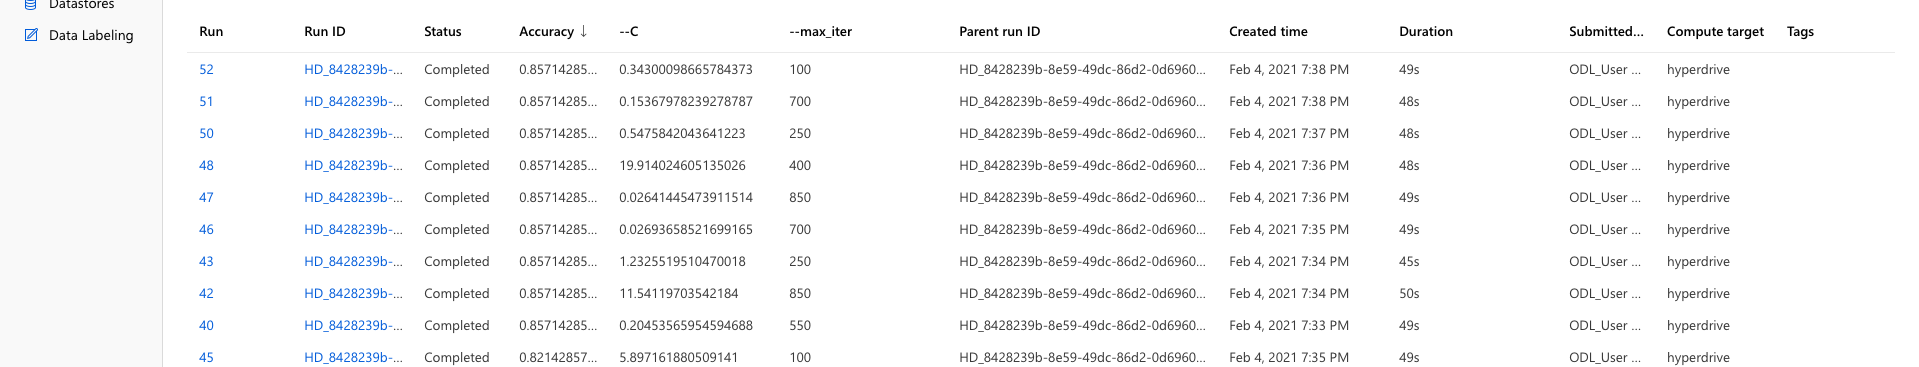 Datastores
Data Labeling
Run Run ID Status Accuracy ↓ --C --max_iter Parent run ID Created time Duration Submitted... Compute target Tags
52 HD_8428239b-... Completed 0.85714285... 0.34300098665784373 100 HD_8428239b-8e59-49dc-86d2-0d6960... Feb 4, 2021 7:38 PM 49s ODL_User ... hyperdrive
51 HD_8428239b-... Completed 0.85714285... 0.15367978239278787 700 HD_8428239b-8e59-49dc-86d2-0d6960... Feb 4, 2021 7:38 PM 48s ODL_User ... hyperdrive
50 HD_8428239b-... Completed 0.85714285... 0.5475842043641223 250 HD_8428239b-8e59-49dc-86d2-0d6960... Feb 4, 2021 7:37 PM 48s ODL_User ... hyperdrive
48 HD_8428239b-... Completed 0.85714285... 19.914024605135026 400 HD_8428239b-8e59-49dc-86d2-0d6960... Feb 4, 2021 7:36 PM 48s ODL_User ... hyperdrive
47 HD_8428239b-... Completed 0.85714285... 0.02641445473911514 850 HD_8428239b-8e59-49dc-86d2-0d6960... Feb 4, 2021 7:36 PM 49s ODL_User ... hyperdrive
46 HD_8428239b-... Completed 0.85714285... 0.02693658521699165 700 HD_8428239b-8e59-49dc-86d2-0d6960... Feb 4, 2021 7:35 PM 49s ODL_User ... hyperdrive
43 HD_8428239b-... Completed 0.85714285... 1.2325519510470018 250 HD_8428239b-8e59-49dc-86d2-0d6960... Feb 4, 2021 7:34 PM 45s ODL_User ... hyperdrive
42 HD_8428239b-... Completed 0.85714285... 11.54119703542184 850 HD_8428239b-8e59-49dc-86d2-0d6960... Feb 4, 2021 7:34 PM 50s ODL_User ... hyperdrive
40 HD_8428239b-... Completed 0.85714285... 0.20453565954594688 550 HD_8428239b-8e59-49dc-86d2-0d6960... Feb 4, 2021 7:33 PM 49s ODL_User ... hyperdrive
45 HD_8428239b-... Completed 0.82142857... 5.897161880509141 100 HD_8428239b-8e59-49dc-86d2-0d6960... Feb 4, 2021 7:35 PM 49s ODL_User ... hyperdrive